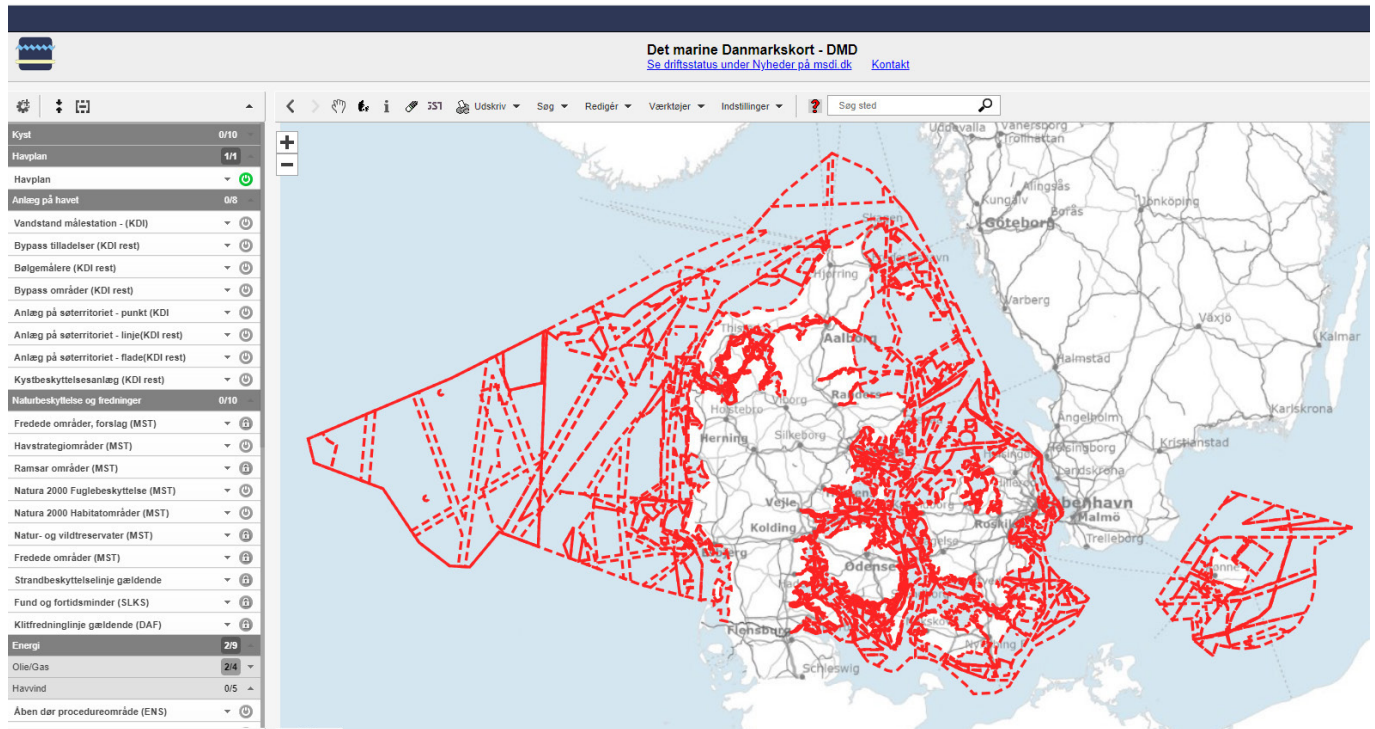 Det marine Danmarkskort - DMD
Se driftsstatus under Nyheder på msdi.dk Kontakt
Udskriv Søg Redigér Værktøjer Indstillinger Søg sted
Kyst 0/10
Havplan 1/1
Havplan
Anlæg på havet 0/8
Vandstand målestation - (KDI)
Bypass tilladelser (KDI rest)
Bølgemålere (KDI rest)
Bypass områder (KDI rest)
Anlæg på søterritoriet - punkt (KDI
Anlæg på søterritoriet - linje(KDI rest)
Anlæg på søterritoriet - flade(KDI rest)
Kystbeskyttelsesanlæg (KDI rest)
Naturbeskyttelse og fredninger 0/10
Fredede områder, forslag (MST)
Havstrategiområder (MST)
Ramsar områder (MST)
Natura 2000 Fuglebeskyttelse (MST)
Natura 2000 Habitatområder (MST)
Natur- og vildtreservater (MST)
Fredede områder (MST)
Strandbeskyttelselinje gældende
Fund og fortidsminder (SLKS)
Klitfredninglinje gældende (DAF)
Energi 2/9
Olie/Gas 2/4
Havvind 0/5
Åben dør procedureområde (ENS)
Uddevalla Vänersborg
Trollhättan
Alingsås
Kungälv Borås Jönköping
Göteborg
Skagen
Hjørring
Varberg
Växjö
Kalmar
Aalborg
Halmstad
Randers
Viborg
Holstebro
Ängelholm
Karlskrona
Herning Silkeborg
Helsingborg
Kristianstad
Landskrona
Vejle
Malmö
Kolding
Trelleborg
Odense
Rønne
Flensburg
Schleswig